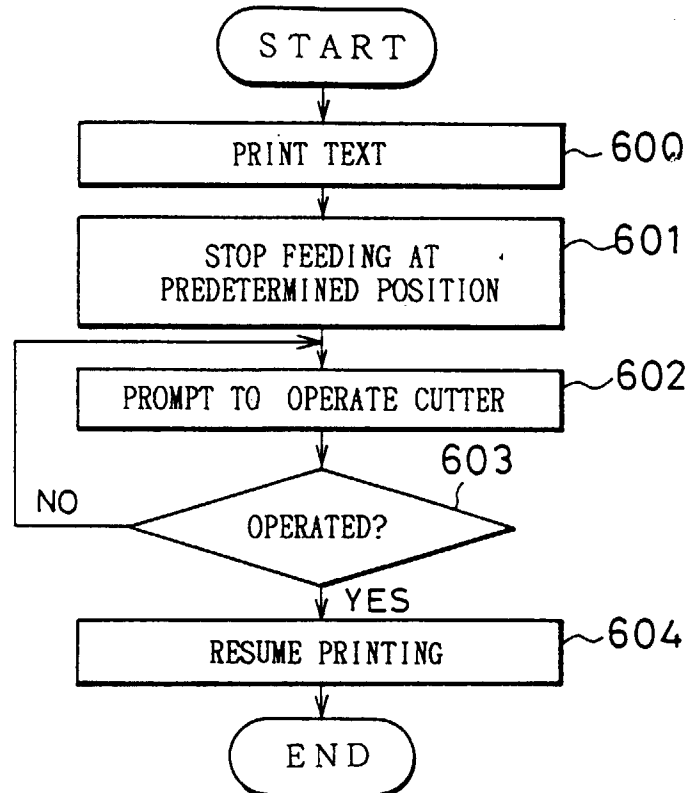 START
PRINT TEXT
600
STOP FEEDING AT
PREDETERMINED POSITION
601
PROMPT TO OPERATE CUTTER
602
603
NO
OPERATED?
YES
RESUME PRINTING
604
END